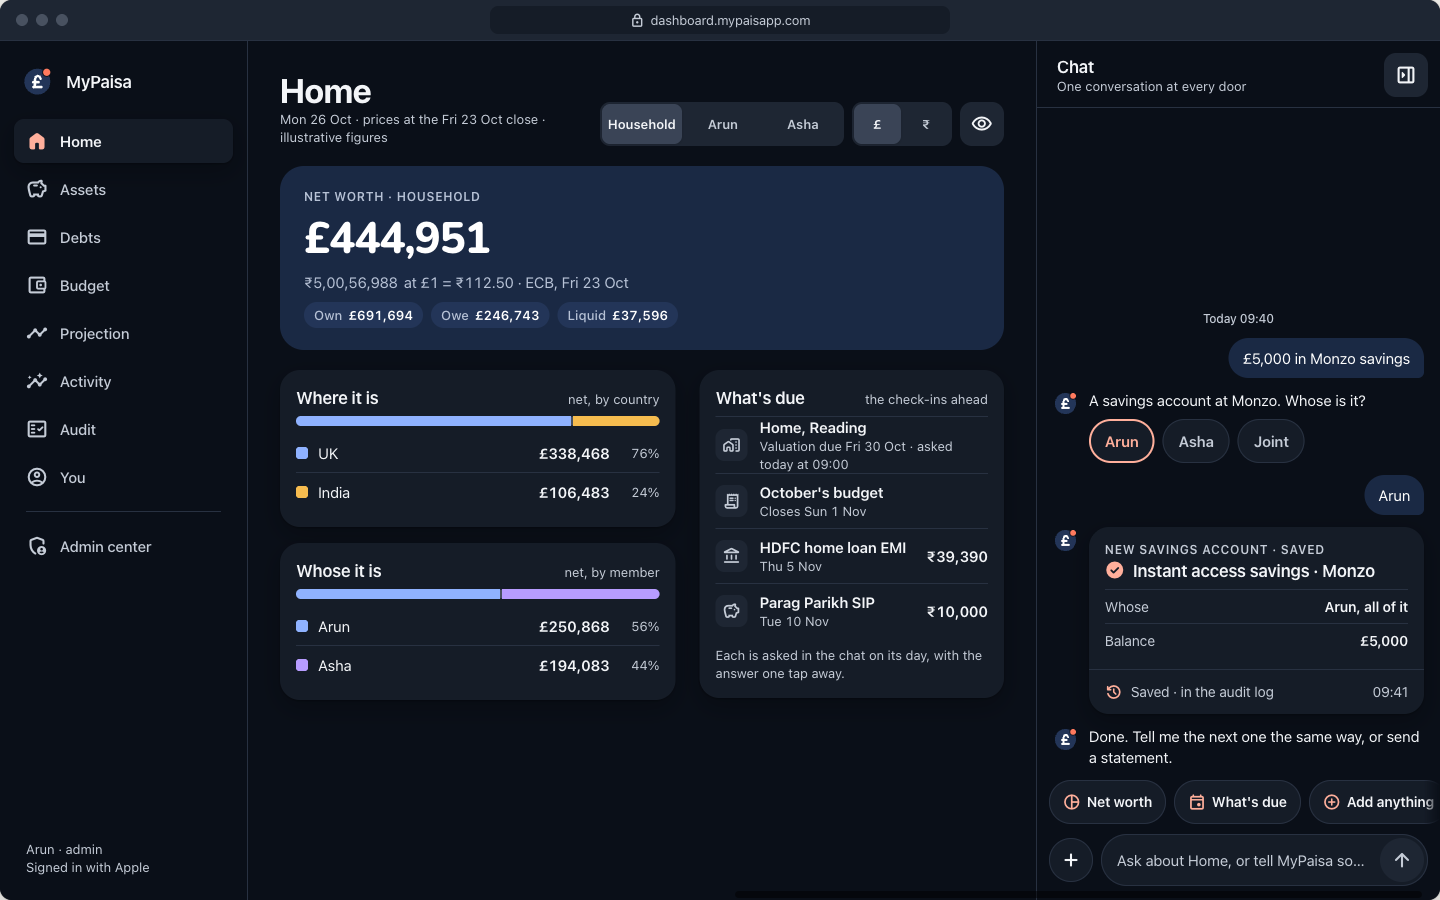 dashboard.mypaisapp.com
£ MyPaisa
Home
Assets
Debts
Budget
Projection
Activity
Audit
You
Admin center
Arun · admin
Signed in with Apple
Home
Mon 26 Oct · prices at the Fri 23 Oct close ·
illustrative figures
Household Arun Asha
£ ₹
NET WORTH · HOUSEHOLD
£444,951
₹5,00,56,988 at £1 = ₹112.50 · ECB, Fri 23 Oct
Own £691,694 Owe £246,743 Liquid £37,596
Where it is net, by country
UK £338,468 76%
India £106,483 24%
Whose it is net, by member
Arun £250,868 56%
Asha £194,083 44%
What's due the check-ins ahead
Home, Reading
Valuation due Fri 30 Oct · asked
today at 09:00
October's budget
Closes Sun 1 Nov
HDFC home loan EMI ₹39,390
Thu 5 Nov
Parag Parikh SIP ₹10,000
Tue 10 Nov
Each is asked in the chat on its day, with the
answer one tap away.
Chat
One conversation at every door
Today 09:40
£5,000 in Monzo savings
£ A savings account at Monzo. Whose is it?
Arun Asha Joint
Arun
£ NEW SAVINGS ACCOUNT · SAVED
Instant access savings · Monzo
Whose Arun, all of it
Balance £5,000
Saved · in the audit log 09:41
£ Done. Tell me the next one the same way, or send
a statement.
Net worth What's due Add anything
Ask about Home, or tell MyPaisa so...